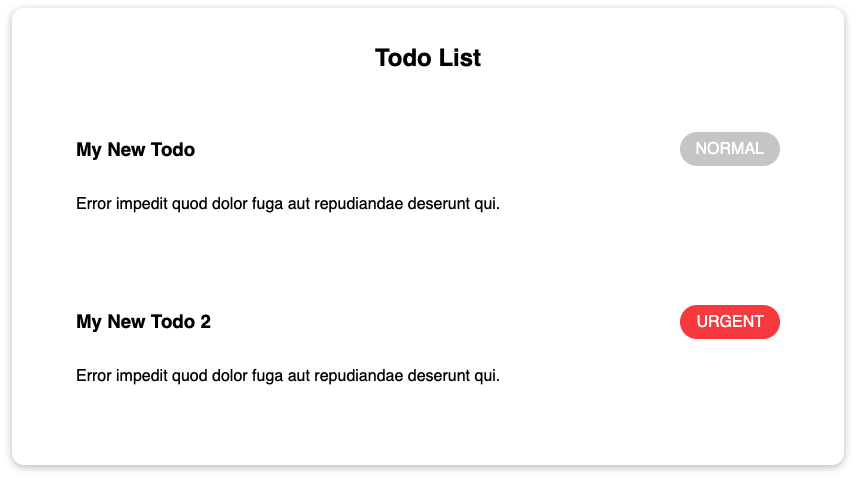 Todo List
My New Todo
NORMAL
Error impedit quod dolor fuga aut repudiandae deserunt qui.
My New Todo 2
URGENT
Error impedit quod dolor fuga aut repudiandae deserunt qui.